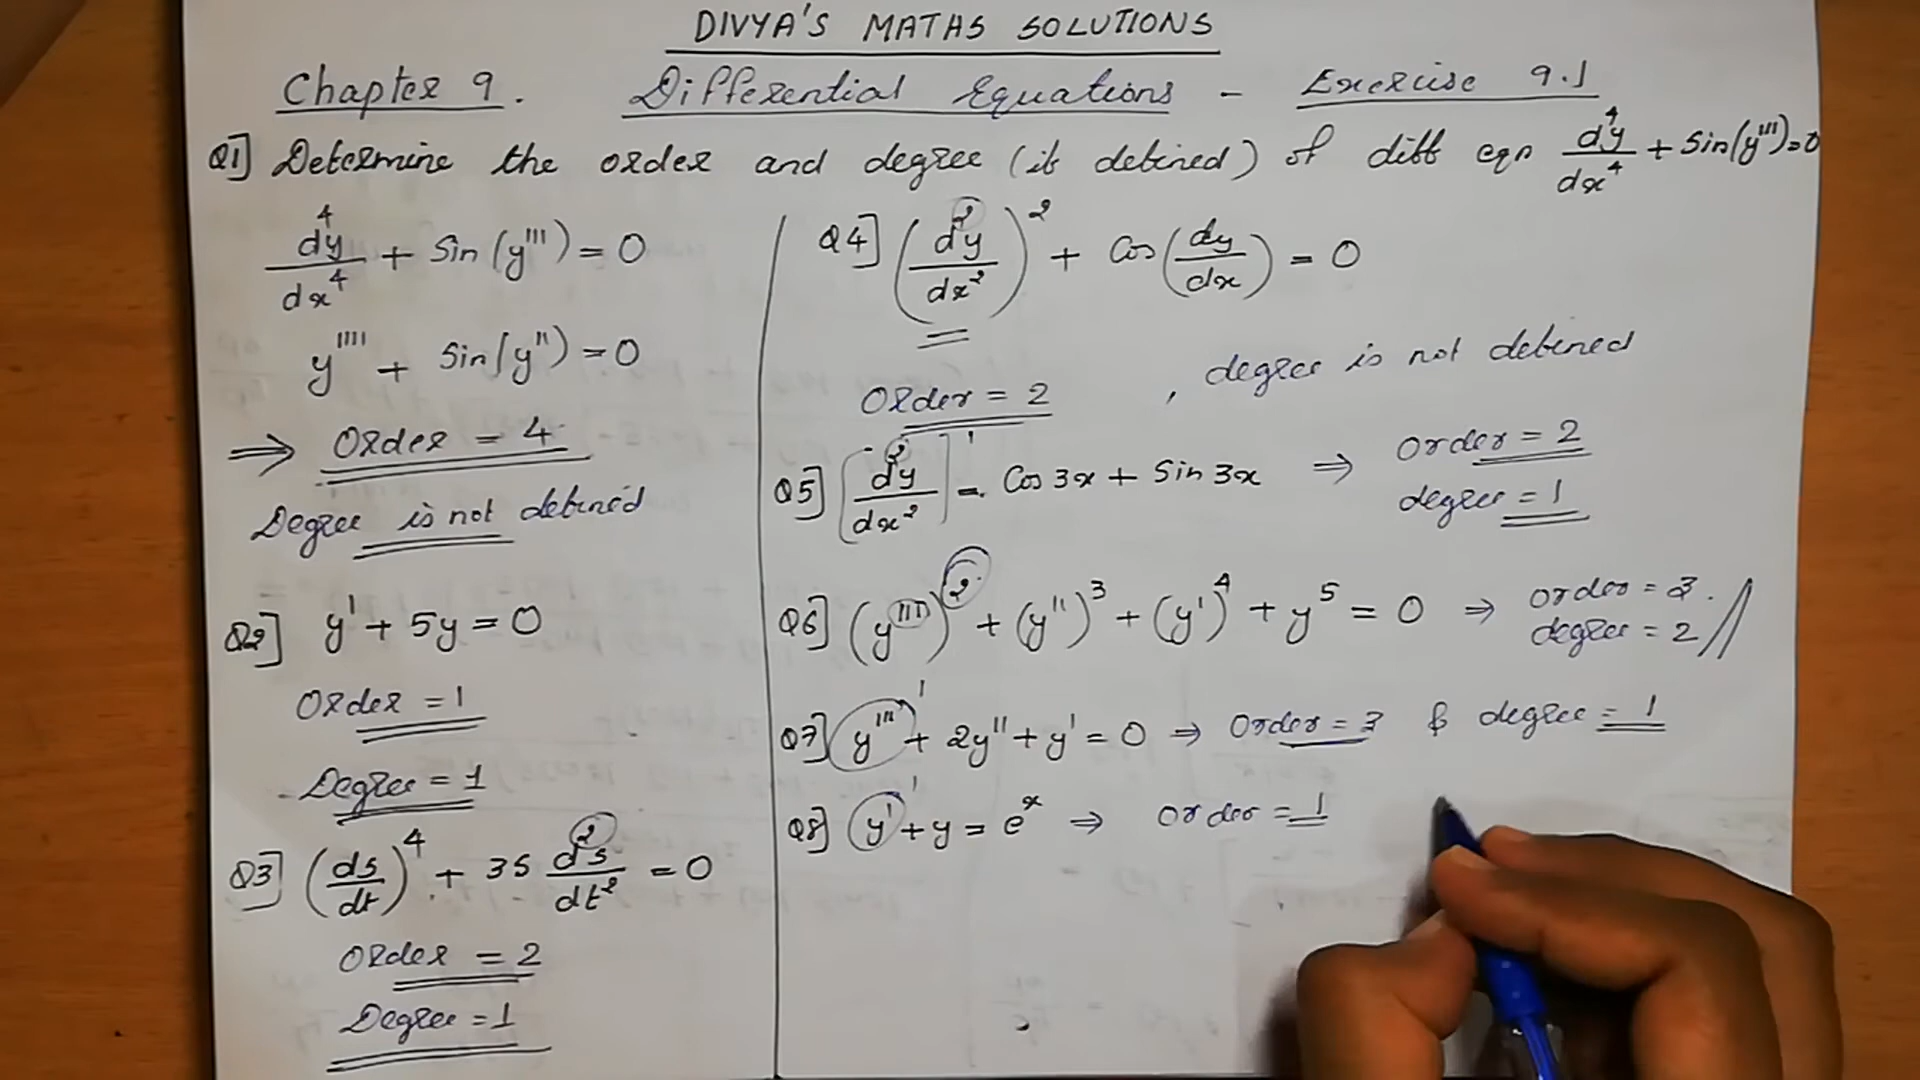 DIVYA'S MATHS SOLUTIONS
Chapter 9. Differential Equations - Exercise 9.1
Q1] Determine the order and degree (if defined) of diff eqn d⁴y/dx⁴ + Sin(y''')=0
d⁴y/dx⁴ + Sin(y''') = 0
y'''' + Sin(y'') = 0
⇒ Order = 4
Degree is not defined
Q2] y' + 5y = 0
Order = 1
Degree = 1
Q3] (ds/dt)⁴ + 3S d²s/dt² = 0
Order = 2
Degree = 1
Q4] (d²y/dx²)² + Cos(dy/dx) = 0
Order = 2 , degree is not defined
Q5] [d²y/dx²]¹ = Cos 3x + Sin 3x ⇒ Order = 2
degree = 1
Q6] (y''')² + (y'')³ + (y')⁴ + y⁵ = 0 ⇒ order = 3.
degree = 2
Q7] y'''¹ + 2y'' + y' = 0 ⇒ Order = 3 & degree = 1
Q8] y'¹ + y = eˣ ⇒ order = 1